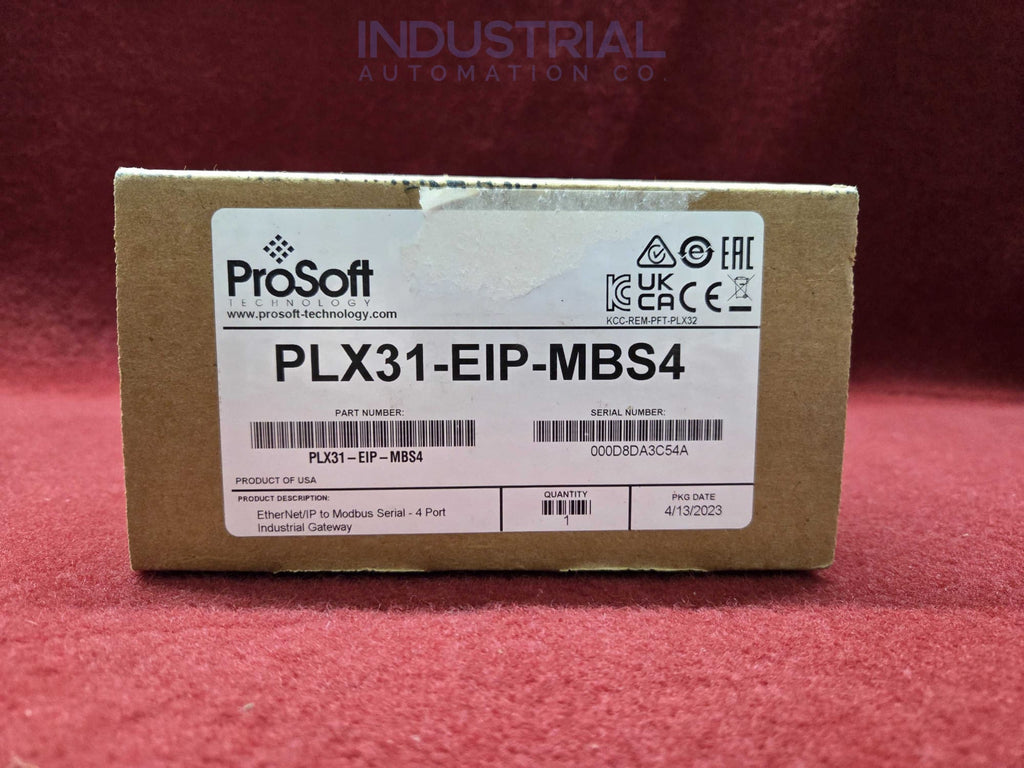 INDUSTRIAL
AUTOMATION CO.
ProSoft
TECHNOLOGY
www.prosoft-technology.com
EAC
UK
CA CE
KCC-REM-PFT-PLX32
PLX31-EIP-MBS4
PART NUMBER:
PLX31-EIP-MBS4
SERIAL NUMBER:
000D8DA3C54A
PRODUCT OF USA
PRODUCT DESCRIPTION:
EtherNet/IP to Modbus Serial - 4 Port
Industrial Gateway
QUANTITY
1
PKG DATE
4/13/2023